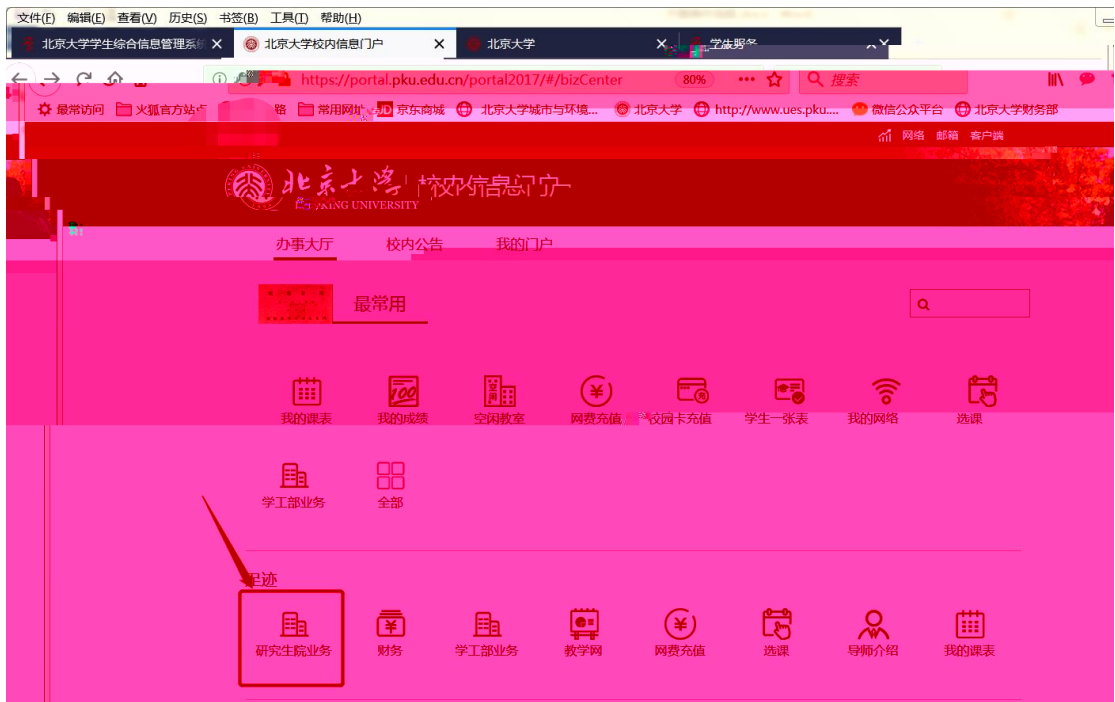 文件(F) 编辑(E) 查看(V) 历史(S) 书签(B) 工具(T) 帮助(H)
北京大学学生综合信息管理系统 × 北京大学校内信息门户 × 北京大学 × 学生服务 ×
https://portal.pku.edu.cn/portal2017/#/bizCenter 80% ••• 搜索
最常访问 火狐官方站点 常用网址 JD 京东商城 北京大学城市与环境... 北京大学 http://www.ues.pku.... 微信公众平台 北京大学财务部
网络 邮箱 客户端
北京大学 校内信息门户
PEKING UNIVERSITY
办事大厅 校内公告 我的门户
最常用
我的课表 我的成绩 空闲教室 网费充值 校园卡充值 学生一张表 我的网络 选课
学工部业务 全部
足迹
研究生院业务 财务 学工部业务 教学网 网费充值 选课 导师介绍 我的课表